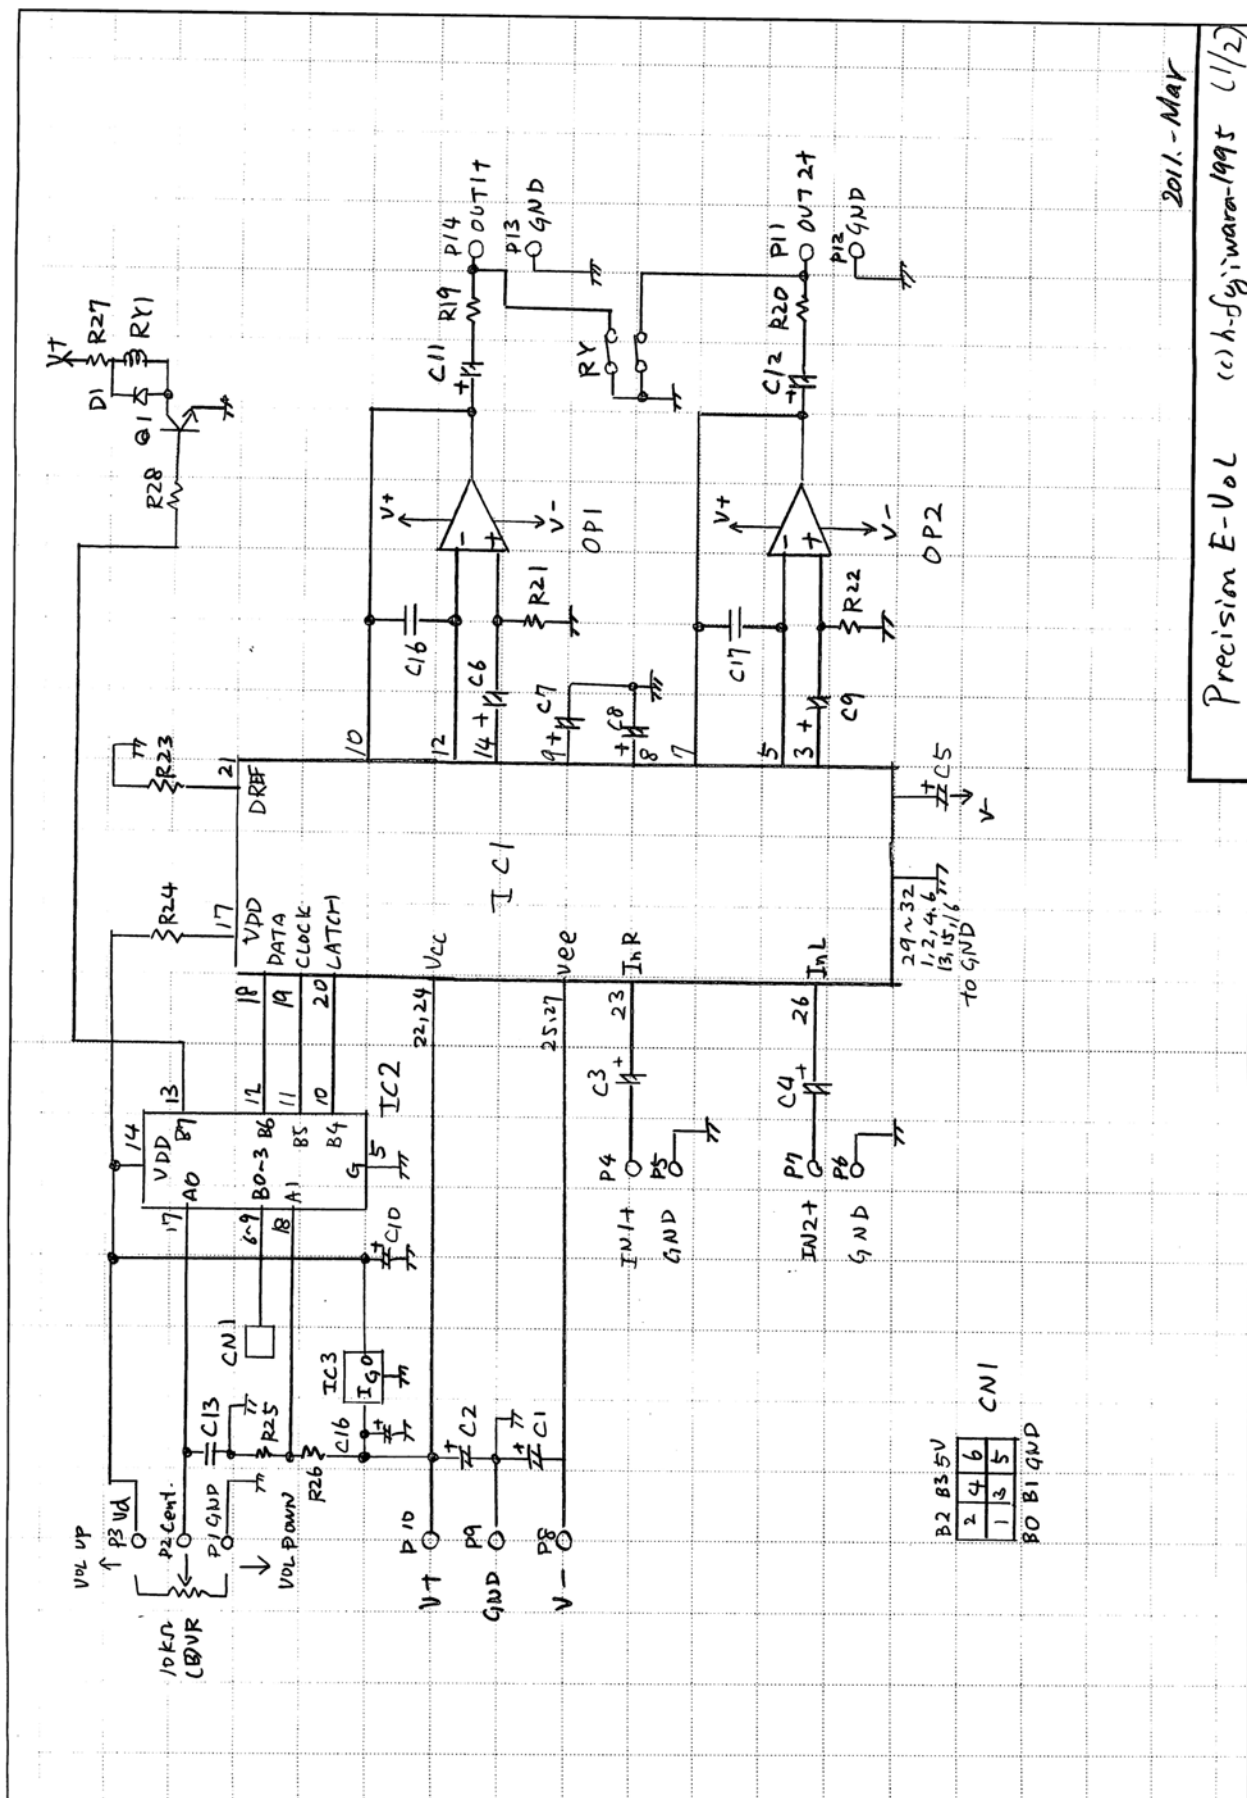 VOL UP
↑
P3 Vd
P2 Cent.
P1 GND
↓
VOL DOWN
10KΩ
(B)VR
C13
R25
R26
CN1
C16
IC3
I G O
C10
14
VDD
17
A0
B7
13
6~9
B0~3
B6
12
18
A1
B5
11
B4
10
G
5
IC2
R24
R23
17
VDD
21
DREF
18
DATA
19
CLOCK
20
LATCH
IC1
22,24
Vcc
25,27
Vee
23
InR
26
InL
V+
P10
GND
P9
V-
P8
C2
C1
IN1+
P4
GND
P5
C3
+
IN2+
P7
GND
P6
C4
+
29~32
1,2,4,6
13,15,16
to GND
+
C5
V-
10
12
14
9
8
7
5
3
C16
C6
+
R21
C7
+
C8
+
C17
C9
+
R22
V+
V-
-
+
OP1
V+
V-
-
+
OP2
R28
Q1
D1
V+
R27
RY1
C11
+
R19
P14
OUT1+
P13
GND
RY
C12
+
R20
P11
OUT2+
P12
GND
B2 B3 5V
2 4 6
1 3 5
B0 B1 GND
CN1
2011.-Mar
Precision E-VOL (c)h-fujiwara-1995 (1/2)